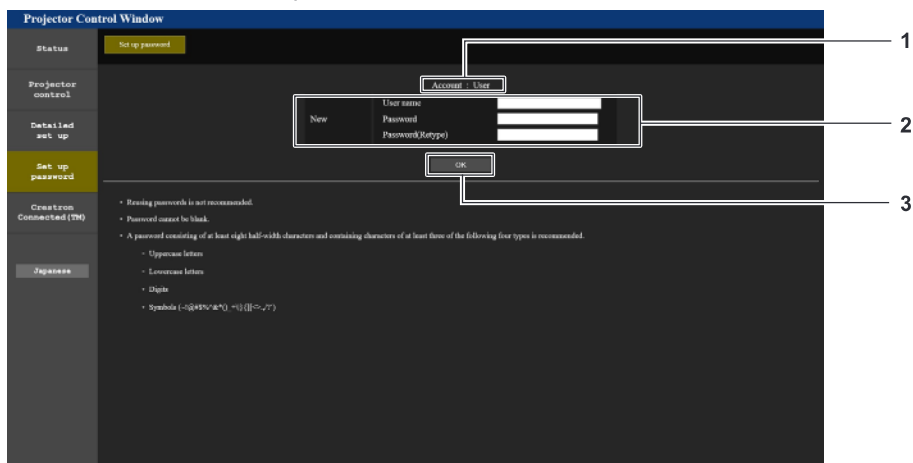 Projector Control Window
Status
Set up password
1
Projector
control
Account : User
User name
New
Password
2
Password(Retype)
Detailed
set up
Set up
password
OK
3
Crestron
Connected(TM)
Japanese
• Reusing passwords is not recommended.
• Password cannot be blank.
• A password consisting of at least eight half-width characters and containing characters of at least three of the following four types is recommended.
- Uppercase letters
- Lowercase letters
- Digits
- Symbols